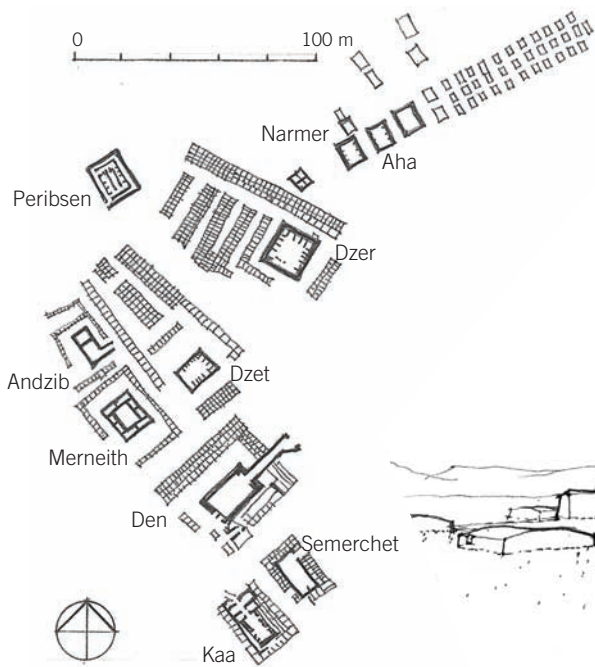 0
100 m
Narmer
Aha
Peribsen
Dzer
Andzib
Dzet
Merneith
Den
Semerchet
Kaa